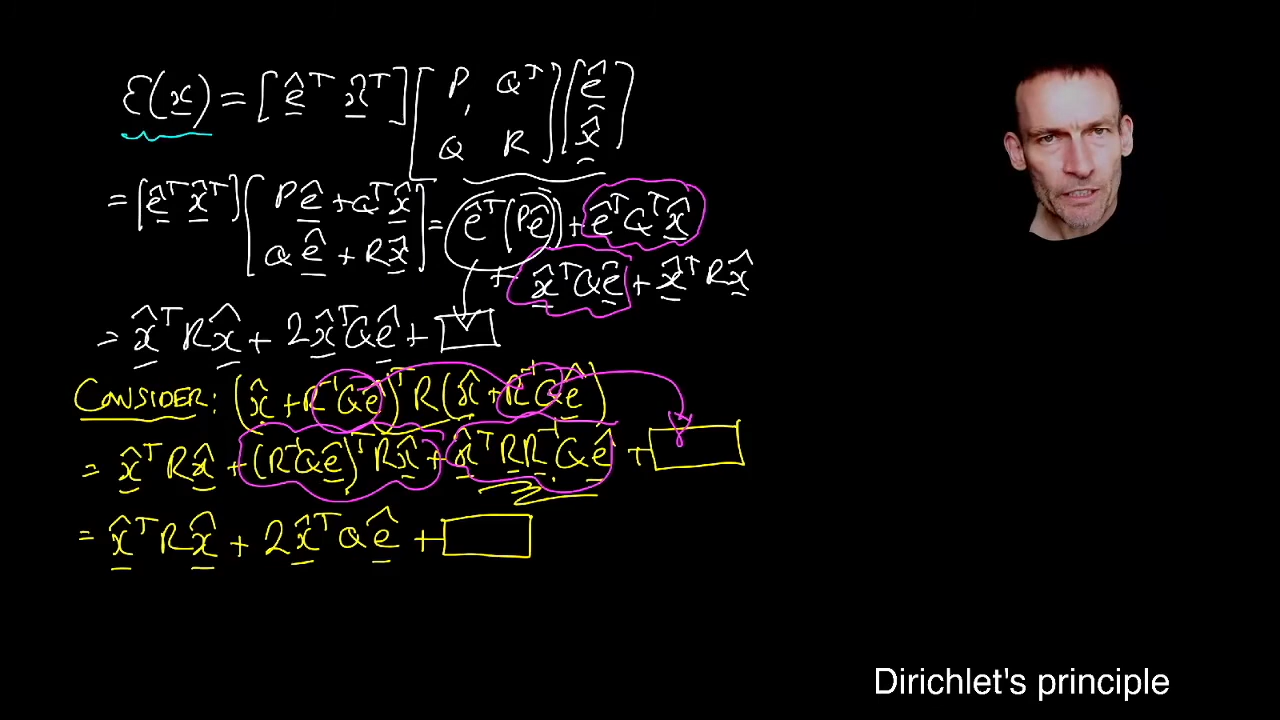 ε(x) = [ê^T x̂^T] [P, Q^T; Q R] [ê; x̂]
= [ê^T x̂^T] [Pê + Q^T x̂; Qê + Rx̂] = ê^T(Pê) + ê^T Q^T x̂
+ x̂^T Qê + x̂^T Rx̂
= x̂^T Rx̂ + 2x̂^T Qê + □
CONSIDER: (x̂ + R^-1 Qê)^T R(x̂ + R^-1 Qê)
= x̂^T Rx̂ + (R^-1 Qê)^T Rx̂ + x̂^T RR^-1 Qê + □
= x̂^T Rx̂ + 2x̂^T Qê + □
Dirichlet's principle